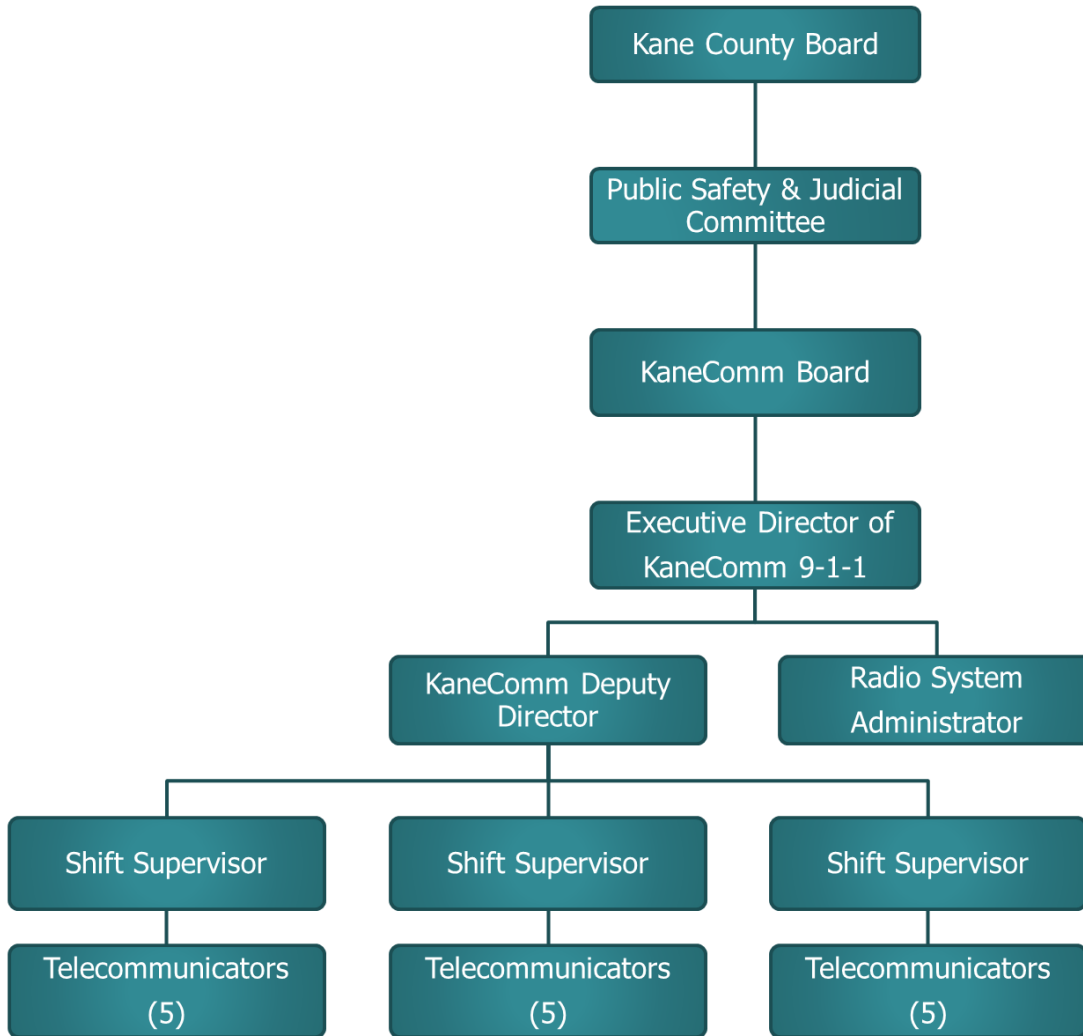 Kane County Board
Public Safety & Judicial
Committee
KaneComm Board
Executive Director of
KaneComm 9-1-1
KaneComm Deputy
Director
Radio System
Administrator
Shift Supervisor
Shift Supervisor
Shift Supervisor
Telecommunicators
(5)
Telecommunicators
(5)
Telecommunicators
(5)